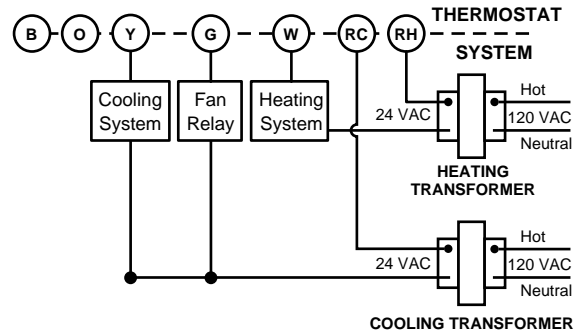 THERMOSTAT
B O Y G W RC RH
SYSTEM
Cooling
System
Fan
Relay
Heating
System
24 VAC
Hot
120 VAC
Neutral
HEATING
TRANSFORMER
24 VAC
Hot
120 VAC
Neutral
COOLING TRANSFORMER